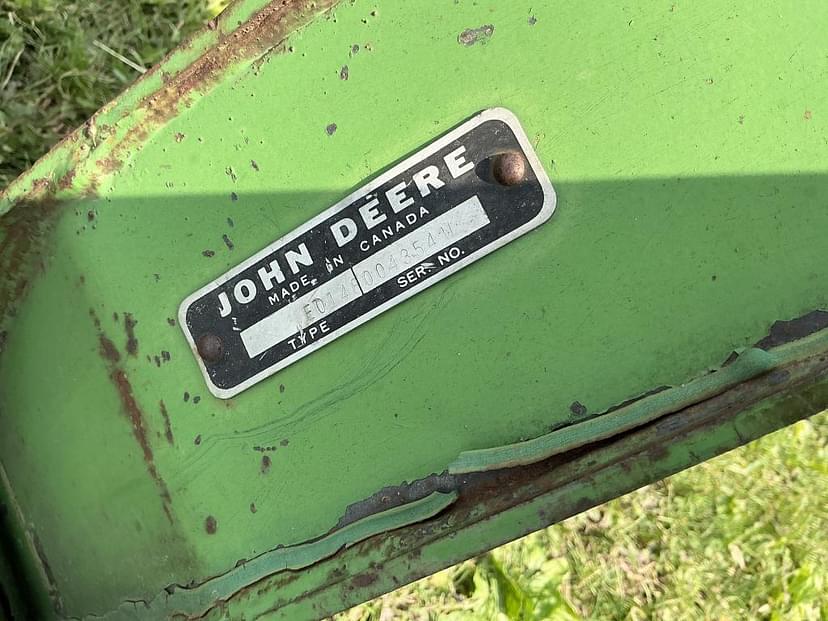 JOHN DEERE
MADE IN CANADA
TYPE SER. NO.